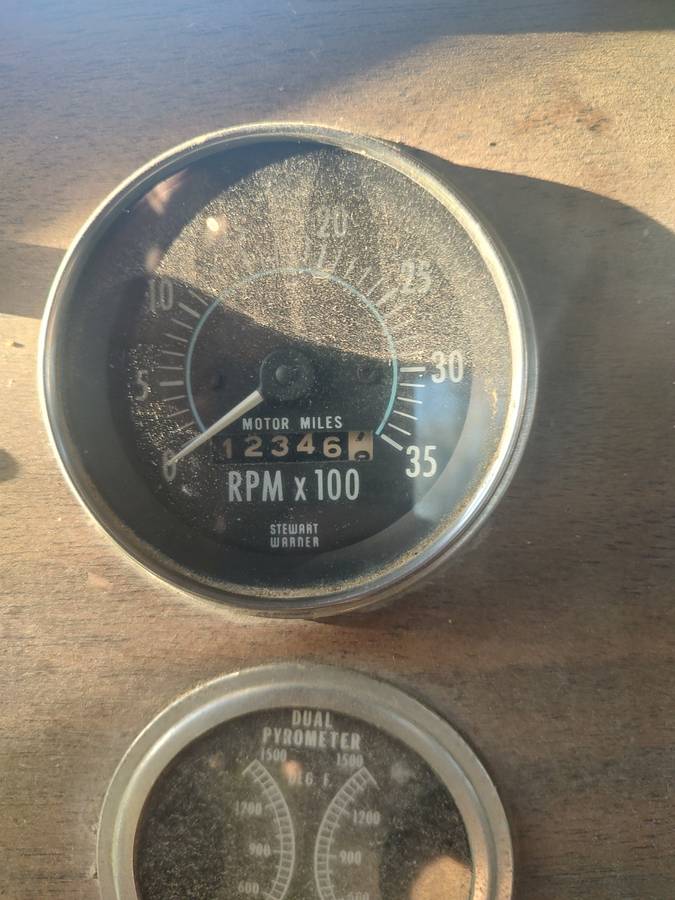 20
25
10
5
30
MOTOR MILES
12346
0
35
RPM x 100
STEWART
WARNER
DUAL
PYROMETER
1500 1500
DEG. F.
1200 1200
900 900
600